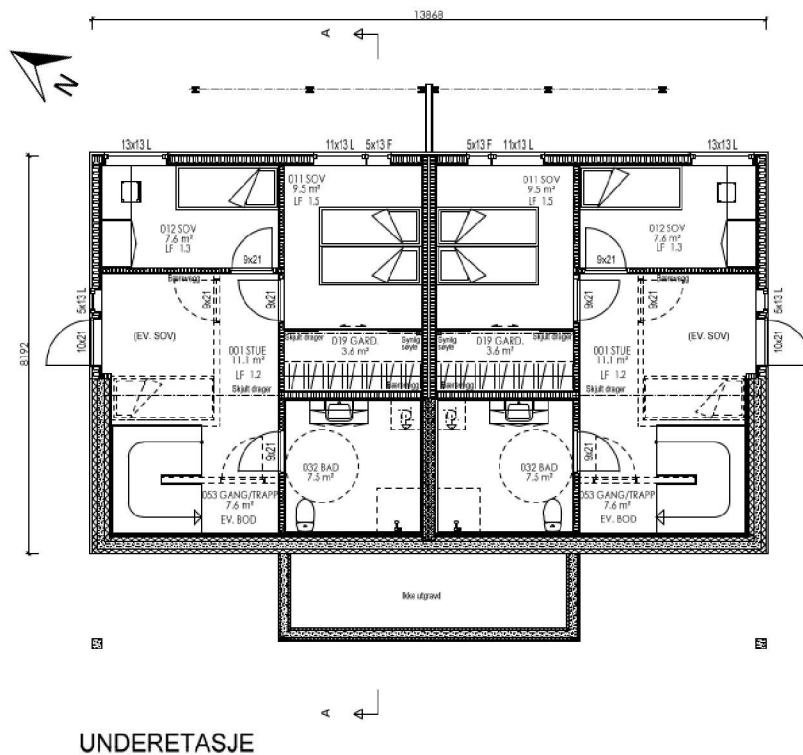 13868
A
N
13x13 L
11x13 L
5x13 F
5x13 F
11x13 L
13x13 L
011 SOV
9.5 m²
LF 1.5
011 SOV
9.5 m²
LF 1.5
012 SOV
7.6 m²
LF 1.3
012 SOV
7.6 m²
LF 1.3
9x21
9x21
Bærevegg
Bærevegg
5x13 L
9x21
9x21
9x21
9x21
5x13 L
10x21
(EV. SOV)
Skjult drager
Synlig
søyle
Synlig
søyle
Skjult drager
(EV. SOV)
10x21
8192
001 STUE
11.1 m²
LF 1.2
019 GARD.
3.6 m²
019 GARD.
3.6 m²
001 STUE
11.1 m²
LF 1.2
Skjult drager
Bærevegg
Bærevegg
Skjult drager
9x21
9x21
032 BAD
7.5 m²
032 BAD
7.5 m²
053 GANG/TRAPP
7.6 m²
EV. BOD
053 GANG/TRAPP
7.6 m²
EV. BOD
Ikke utgravd
A
UNDERETASJE